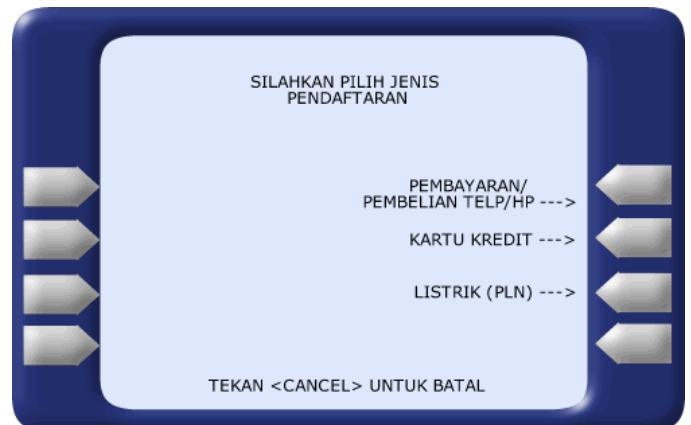 SILAHKAN PILIH JENIS
PENDAFTARAN
PEMBAYARAN/
PEMBELIAN TELP/HP --->
KARTU KREDIT --->
LISTRIK (PLN) --->
TEKAN <CANCEL> UNTUK BATAL